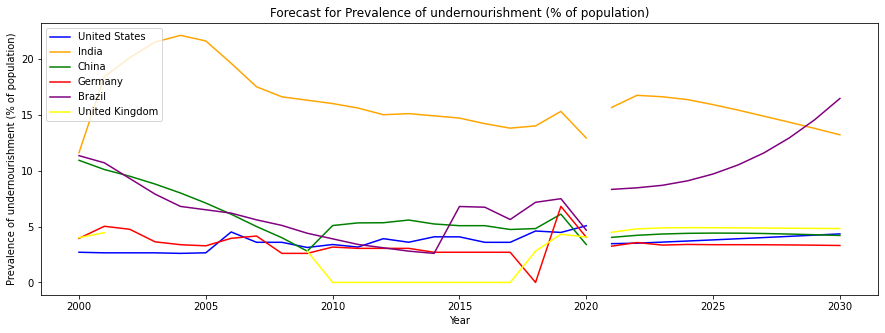 Forecast for Prevalence of undernourishment (% of population)
Prevalence of undernourishment (% of population)
United States
India
China
Germany
Brazil
United Kingdom
20
15
10
5
0
2000
2005
2010
2015
2020
2025
2030
Year